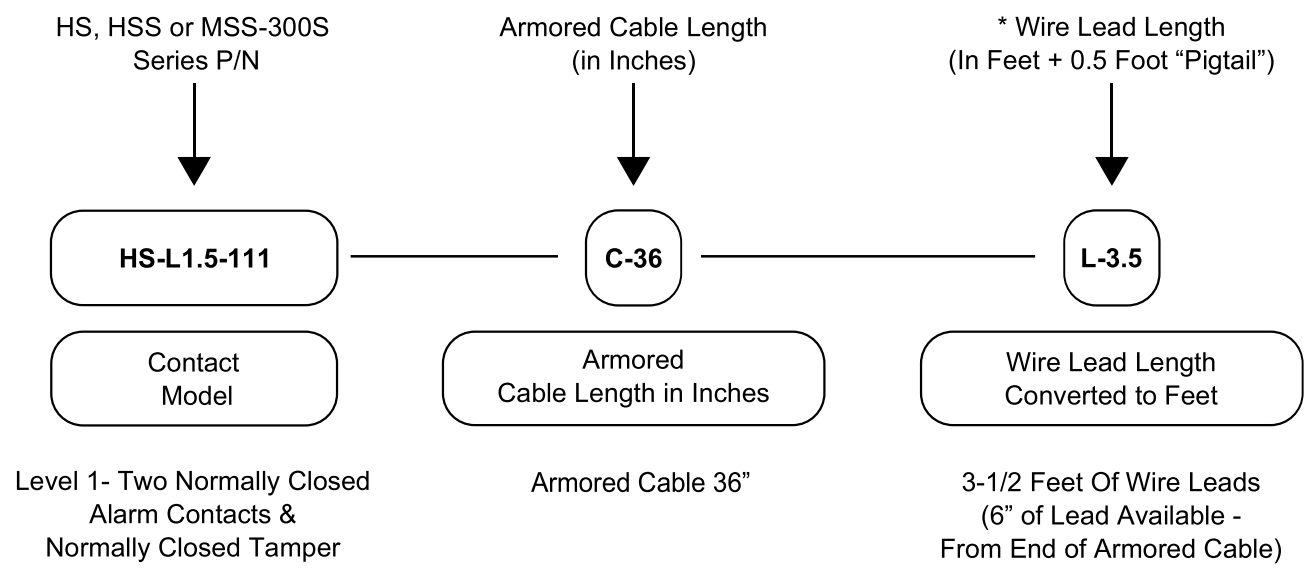 HS, HSS or MSS-300S
Series P/N
Armored Cable Length
(in Inches)
* Wire Lead Length
(In Feet + 0.5 Foot “Pigtail”)
HS-L1.5-111
C-36
L-3.5
Contact
Model
Armored
Cable Length in Inches
Wire Lead Length
Converted to Feet
Level 1- Two Normally Closed
Alarm Contacts &
Normally Closed Tamper
Armored Cable 36”
3-1/2 Feet Of Wire Leads
(6” of Lead Available -
From End of Armored Cable)